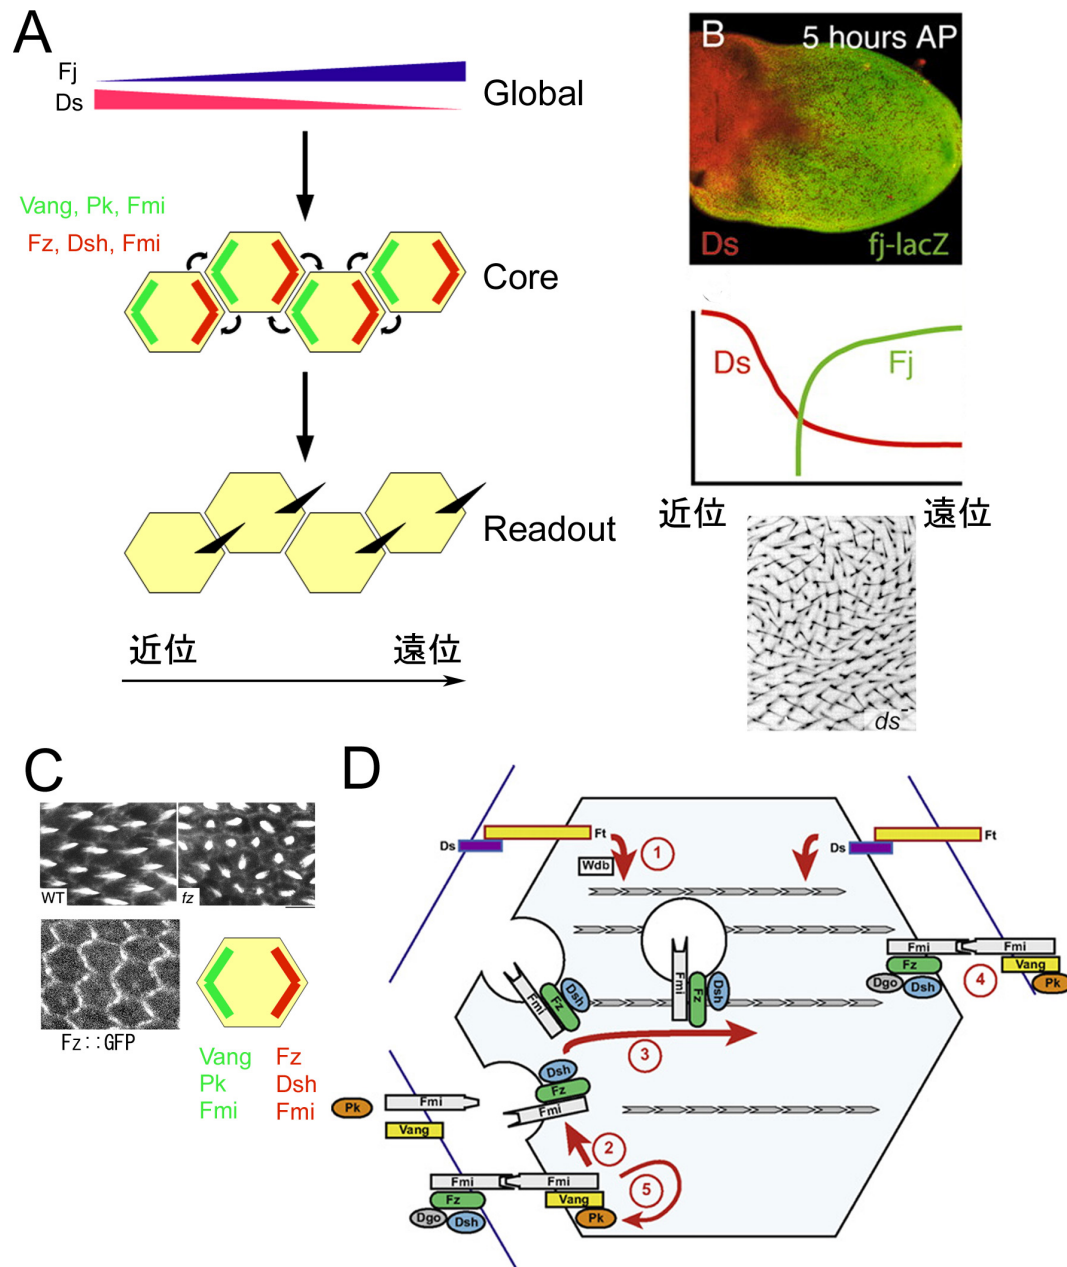 A
Fj
Ds
Global
Vang, Pk, Fmi
Fz, Dsh, Fmi
Core
Readout
近位
遠位
B
5 hours AP
Ds
fj-lacZ
Ds
Fj
近位
遠位
ds-
C
WT
fz
Fz::GFP
Vang
Fz
Pk
Dsh
Fmi
Fmi
D
Ds
Ft
1
Wdb
Ds
Ft
Fmi
Fz
Dsh
Fmi
Fz
Dsh
Fmi
Fmi
Fz
Vang
Dgo
Dsh
4
Pk
3
Dsh
Fz
Fmi
Pk
Fmi
Vang
2
Fmi
Fmi
Fz
Vang
5
Dgo
Dsh
Pk